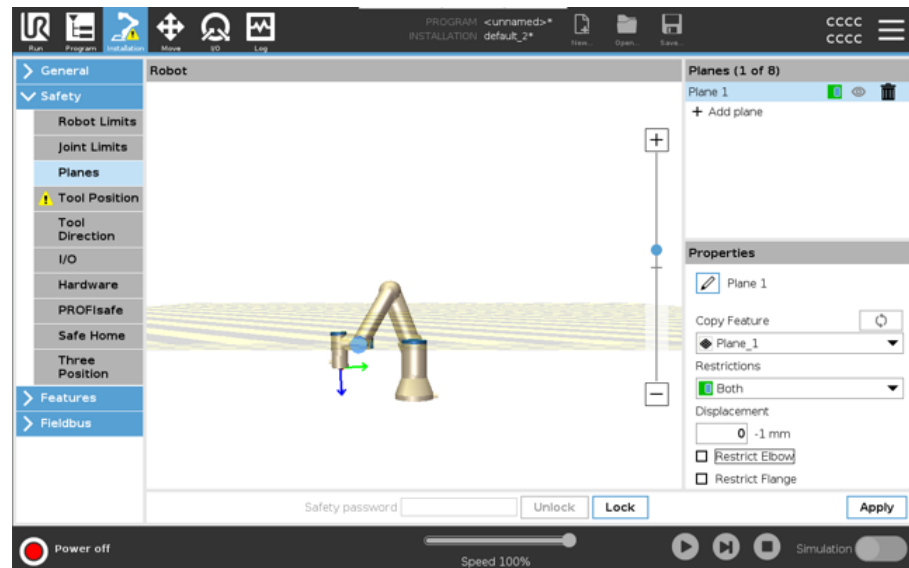 PROGRAM <unnamed>*
INSTALLATION default_2*
CCCC
CCCC
Run Program Installation Move I/O Log New... Open... Save...
General
Safety
Robot Limits
Joint Limits
Planes
Tool Position
Tool
Direction
I/O
Hardware
PROFIsafe
Safe Home
Three
Position
Features
Fieldbus
Robot
Planes (1 of 8)
Plane 1
+ Add plane
Properties
Plane 1
Copy Feature
Plane_1
Restrictions
Both
Displacement
0 -1 mm
Restrict Elbow
Restrict Flange
Safety password Unlock Lock
Apply
Power off
Speed 100%
Simulation